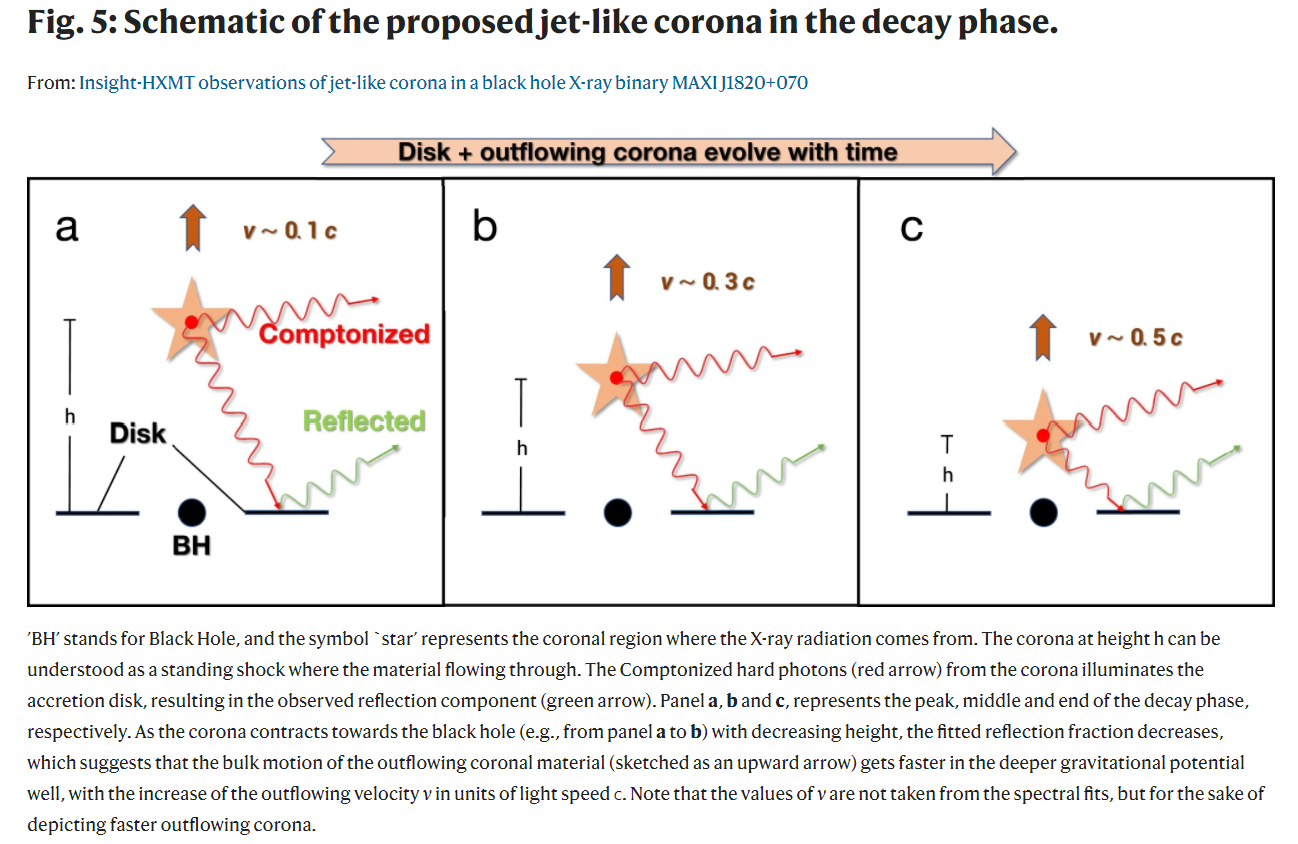 Fig. 5: Schematic of the proposed jet-like corona in the decay phase.
From: Insight-HXMT observations of jet-like corona in a black hole X-ray binary MAXI J1820+070
Disk + outflowing corona evolve with time
a
v ~ 0.1 c
Comptonized
h
Reflected
Disk
BH
b
v ~ 0.3 c
h
c
v ~ 0.5 c
h
'BH' stands for Black Hole, and the symbol `star' represents the coronal region where the X-ray radiation comes from. The corona at height h can be
understood as a standing shock where the material flowing through. The Comptonized hard photons (red arrow) from the corona illuminates the
accretion disk, resulting in the observed reflection component (green arrow). Panel a, b and c, represents the peak, middle and end of the decay phase,
respectively. As the corona contracts towards the black hole (e.g., from panel a to b) with decreasing height, the fitted reflection fraction decreases,
which suggests that the bulk motion of the outflowing coronal material (sketched as an upward arrow) gets faster in the deeper gravitational potential
well, with the increase of the outflowing velocity v in units of light speed c. Note that the values of v are not taken from the spectral fits, but for the sake of
depicting faster outflowing corona.